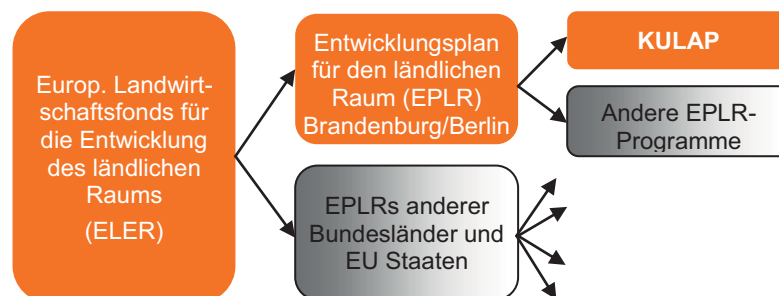 Europ. Landwirt-
schaftsfonds für
die Entwicklung
des ländlichen
Raums
(ELER)
Entwicklungsplan
für den ländlichen
Raum (EPLR)
Brandenburg/Berlin
KULAP
Andere EPLR-
Programme
EPLRs anderer
Bundesländer und
EU Staaten